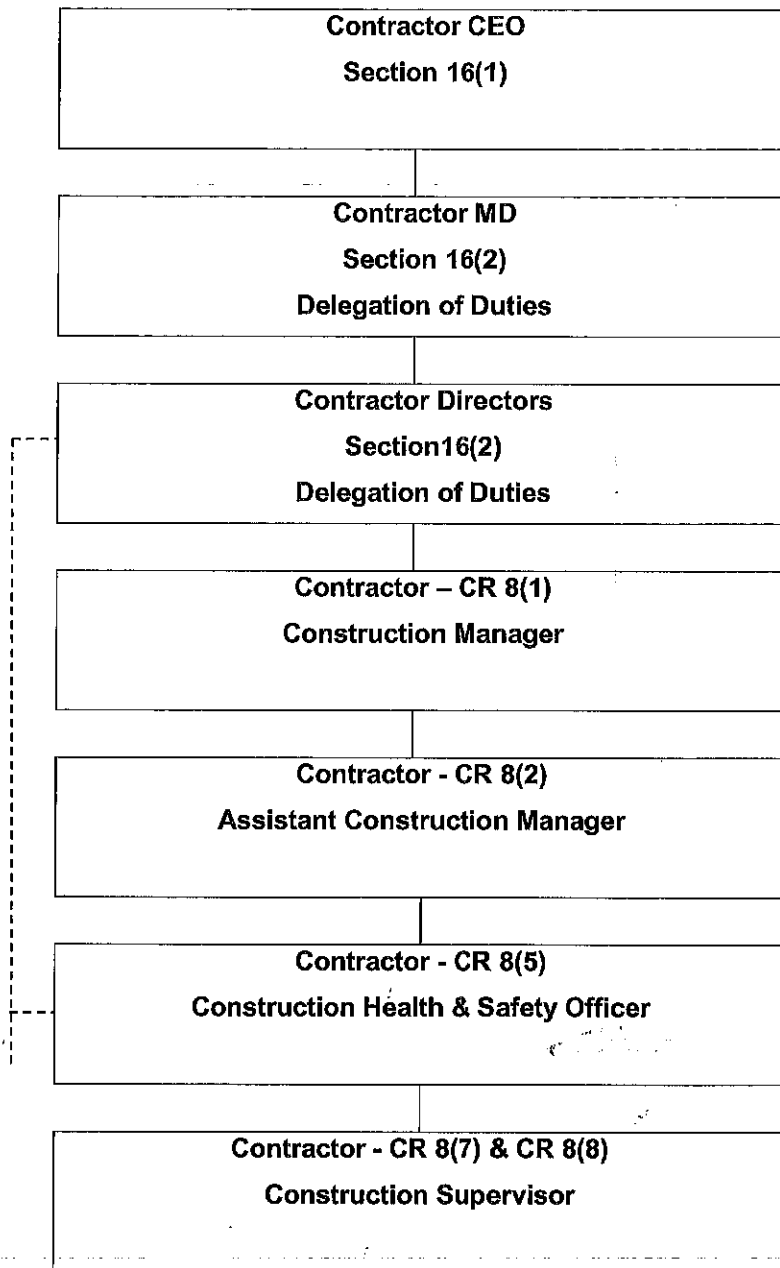 Contractor CEO
Section 16(1)
Contractor MD
Section 16(2)
Delegation of Duties
Contractor Directors
Section16(2)
Delegation of Duties
Contractor – CR 8(1)
Construction Manager
Contractor - CR 8(2)
Assistant Construction Manager
Contractor - CR 8(5)
Construction Health & Safety Officer
Contractor - CR 8(7) & CR 8(8)
Construction Supervisor